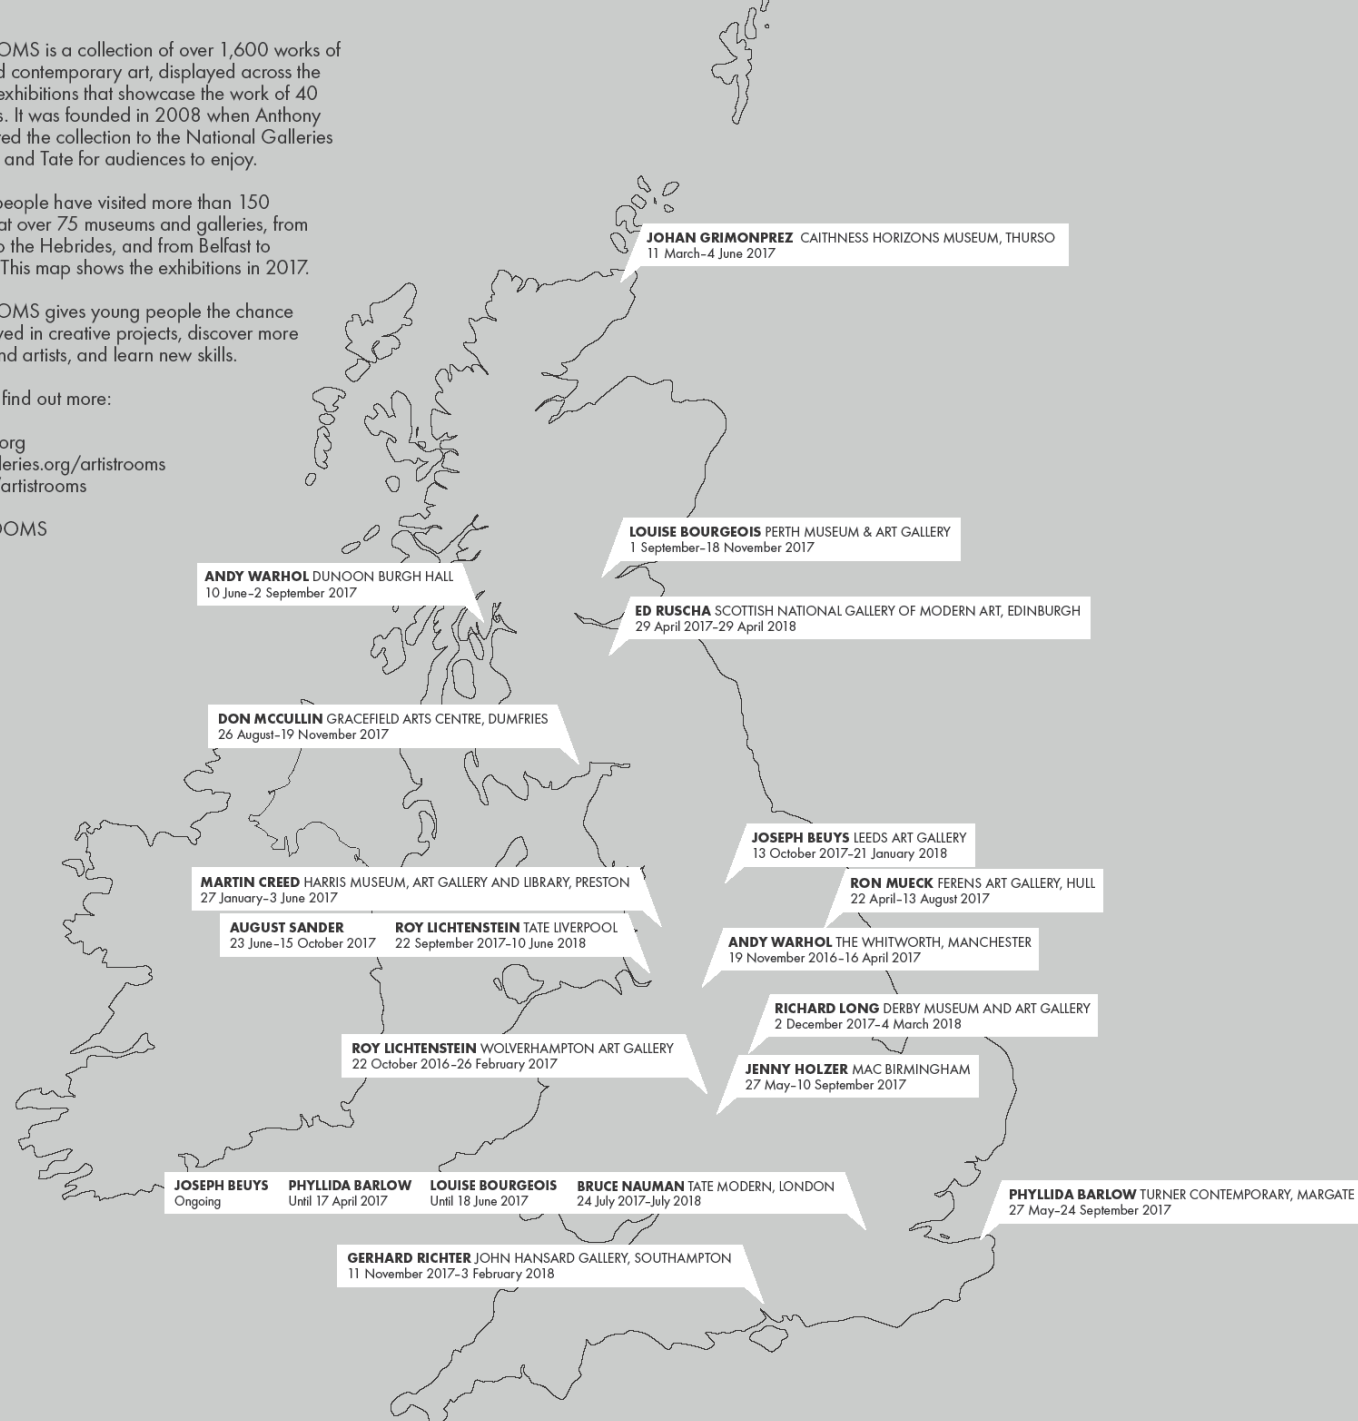 OMS is a collection of over 1,600 works of
d contemporary art, displayed across the
exhibitions that showcase the work of 40
s. It was founded in 2008 when Anthony
red the collection to the National Galleries
and Tate for audiences to enjoy.
people have visited more than 150
at over 75 museums and galleries, from
o the Hebrides, and from Belfast to
This map shows the exhibitions in 2017.
OMS gives young people the chance
ved in creative projects, discover more
nd artists, and learn new skills.
find out more:
org
leries.org/artistrooms
/artistrooms
OOMS
JOHAN GRIMONPREZ CAITHNESS HORIZONS MUSEUM, THURSO
11 March–4 June 2017
LOUISE BOURGEOIS PERTH MUSEUM & ART GALLERY
1 September–18 November 2017
ANDY WARHOL DUNOON BURGH HALL
10 June–2 September 2017
ED RUSCHA SCOTTISH NATIONAL GALLERY OF MODERN ART, EDINBURGH
29 April 2017–29 April 2018
DON MCCULLIN GRACEFIELD ARTS CENTRE, DUMFRIES
26 August–19 November 2017
JOSEPH BEUYS LEEDS ART GALLERY
13 October 2017–21 January 2018
MARTIN CREED HARRIS MUSEUM, ART GALLERY AND LIBRARY, PRESTON
27 January–3 June 2017
RON MUECK FERENS ART GALLERY, HULL
22 April–13 August 2017
AUGUST SANDER ROY LICHTENSTEIN TATE LIVERPOOL
23 June–15 October 2017 22 September 2017–10 June 2018
ANDY WARHOL THE WHITWORTH, MANCHESTER
19 November 2016–16 April 2017
RICHARD LONG DERBY MUSEUM AND ART GALLERY
2 December 2017–4 March 2018
ROY LICHTENSTEIN WOLVERHAMPTON ART GALLERY
22 October 2016–26 February 2017
JENNY HOLZER MAC BIRMINGHAM
27 May–10 September 2017
JOSEPH BEUYS PHYLLIDA BARLOW LOUISE BOURGEOIS BRUCE NAUMAN TATE MODERN, LONDON
Ongoing Until 17 April 2017 Until 18 June 2017 24 July 2017–July 2018
PHYLLIDA BARLOW TURNER CONTEMPORARY, MARGATE
27 May–24 September 2017
GERHARD RICHTER JOHN HANSARD GALLERY, SOUTHAMPTON
11 November 2017–3 February 2018